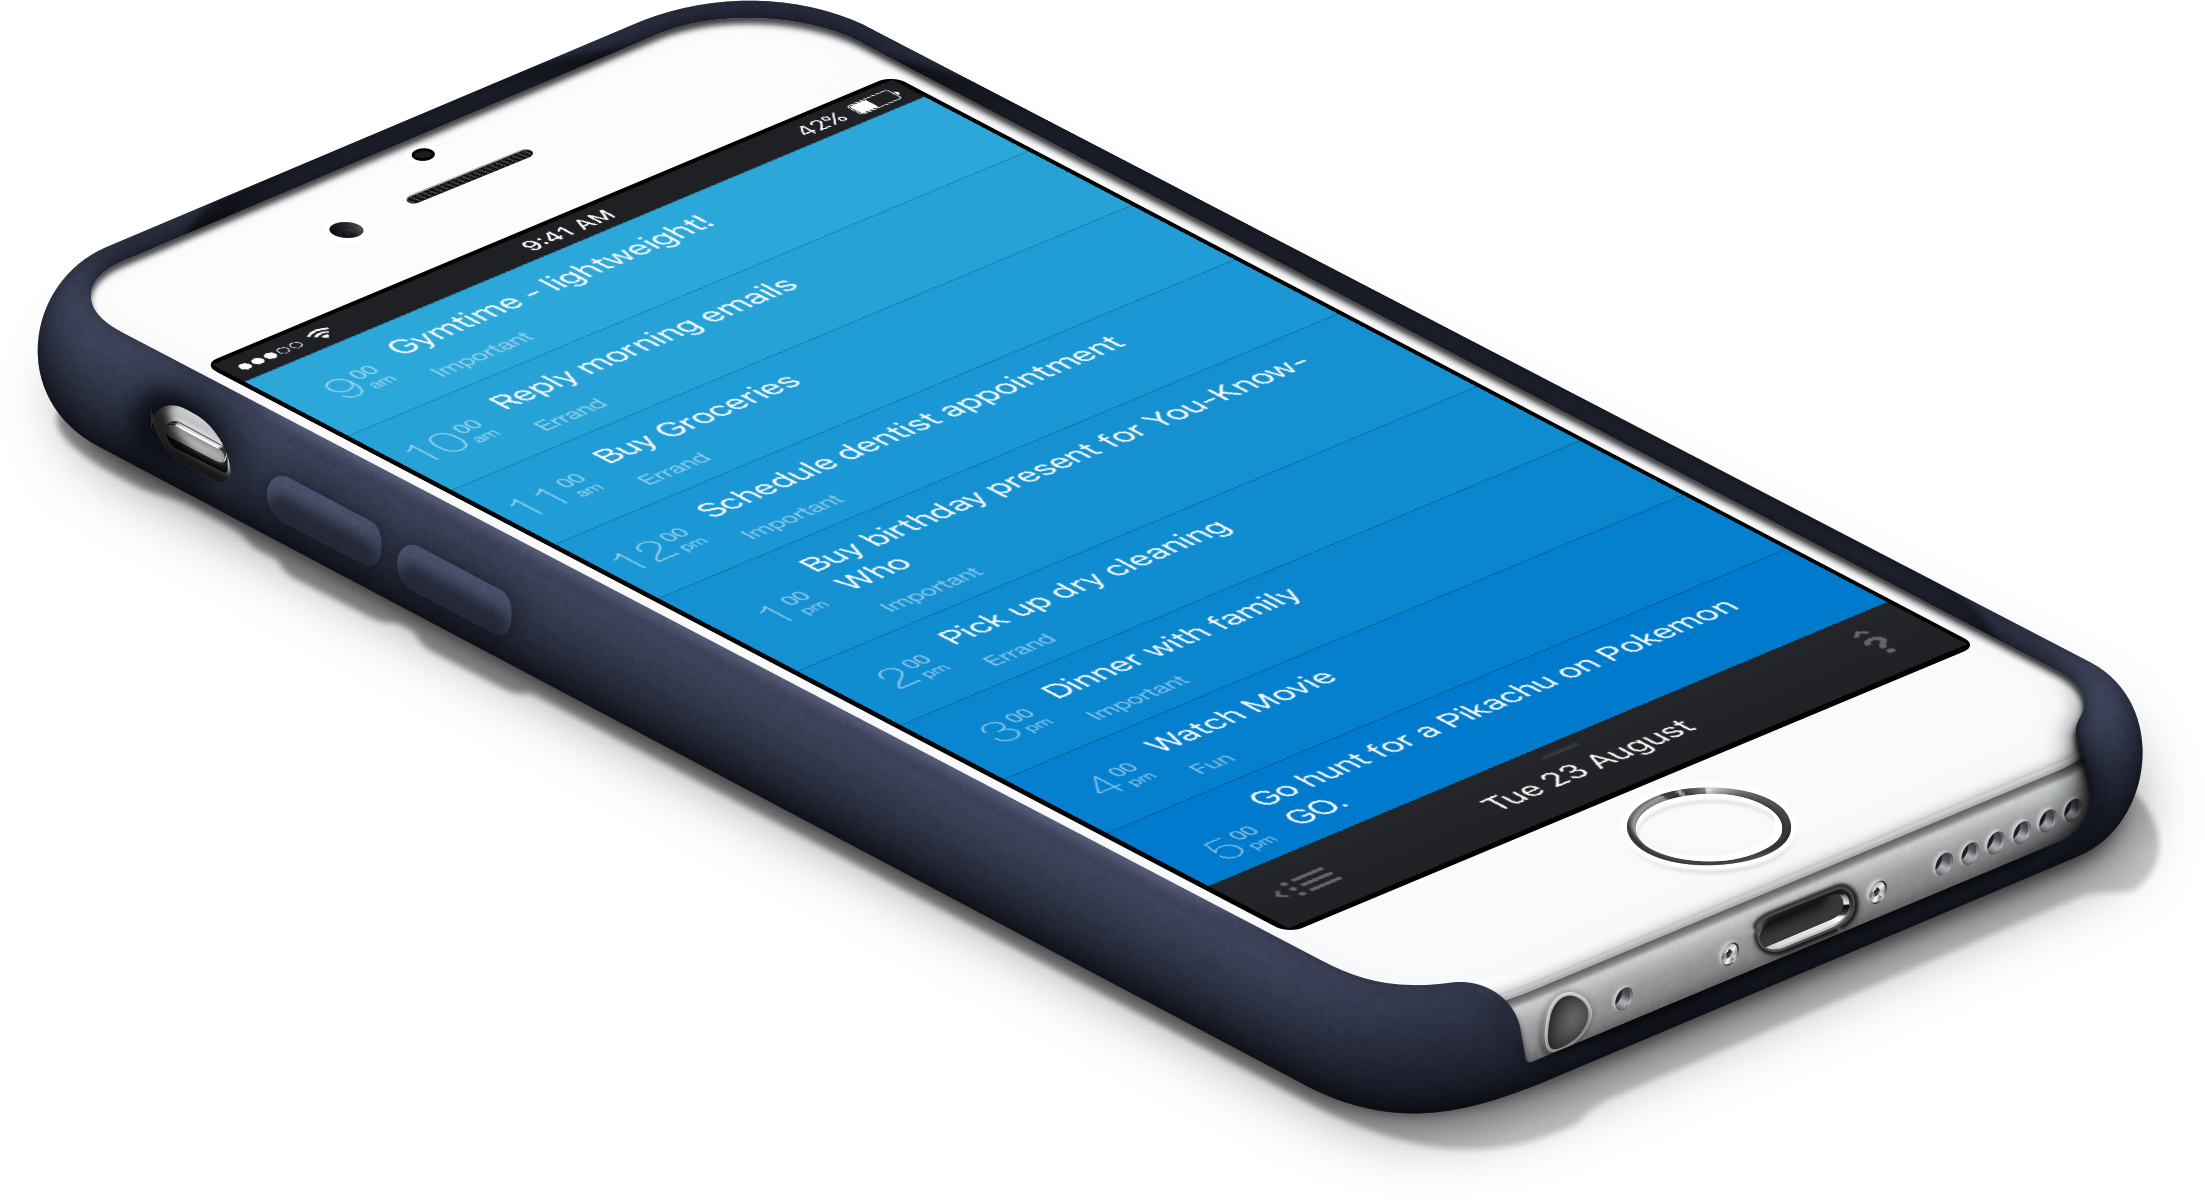 9:41 AM
42%
9 00 am Gymtime - lightweight!
Important
10 00 am Reply morning emails
Errand
11 00 am Buy Groceries
Errand
12 00 pm Schedule dentist appointment
Important
1 00 pm Buy birthday present for You-Know-
Who
Important
2 00 pm Pick up dry cleaning
Errand
3 00 pm Dinner with family
Important
4 00 pm Watch Movie
Fun
5 00 pm Go hunt for a Pikachu on Pokemon
GO.
Tue 23 August
?